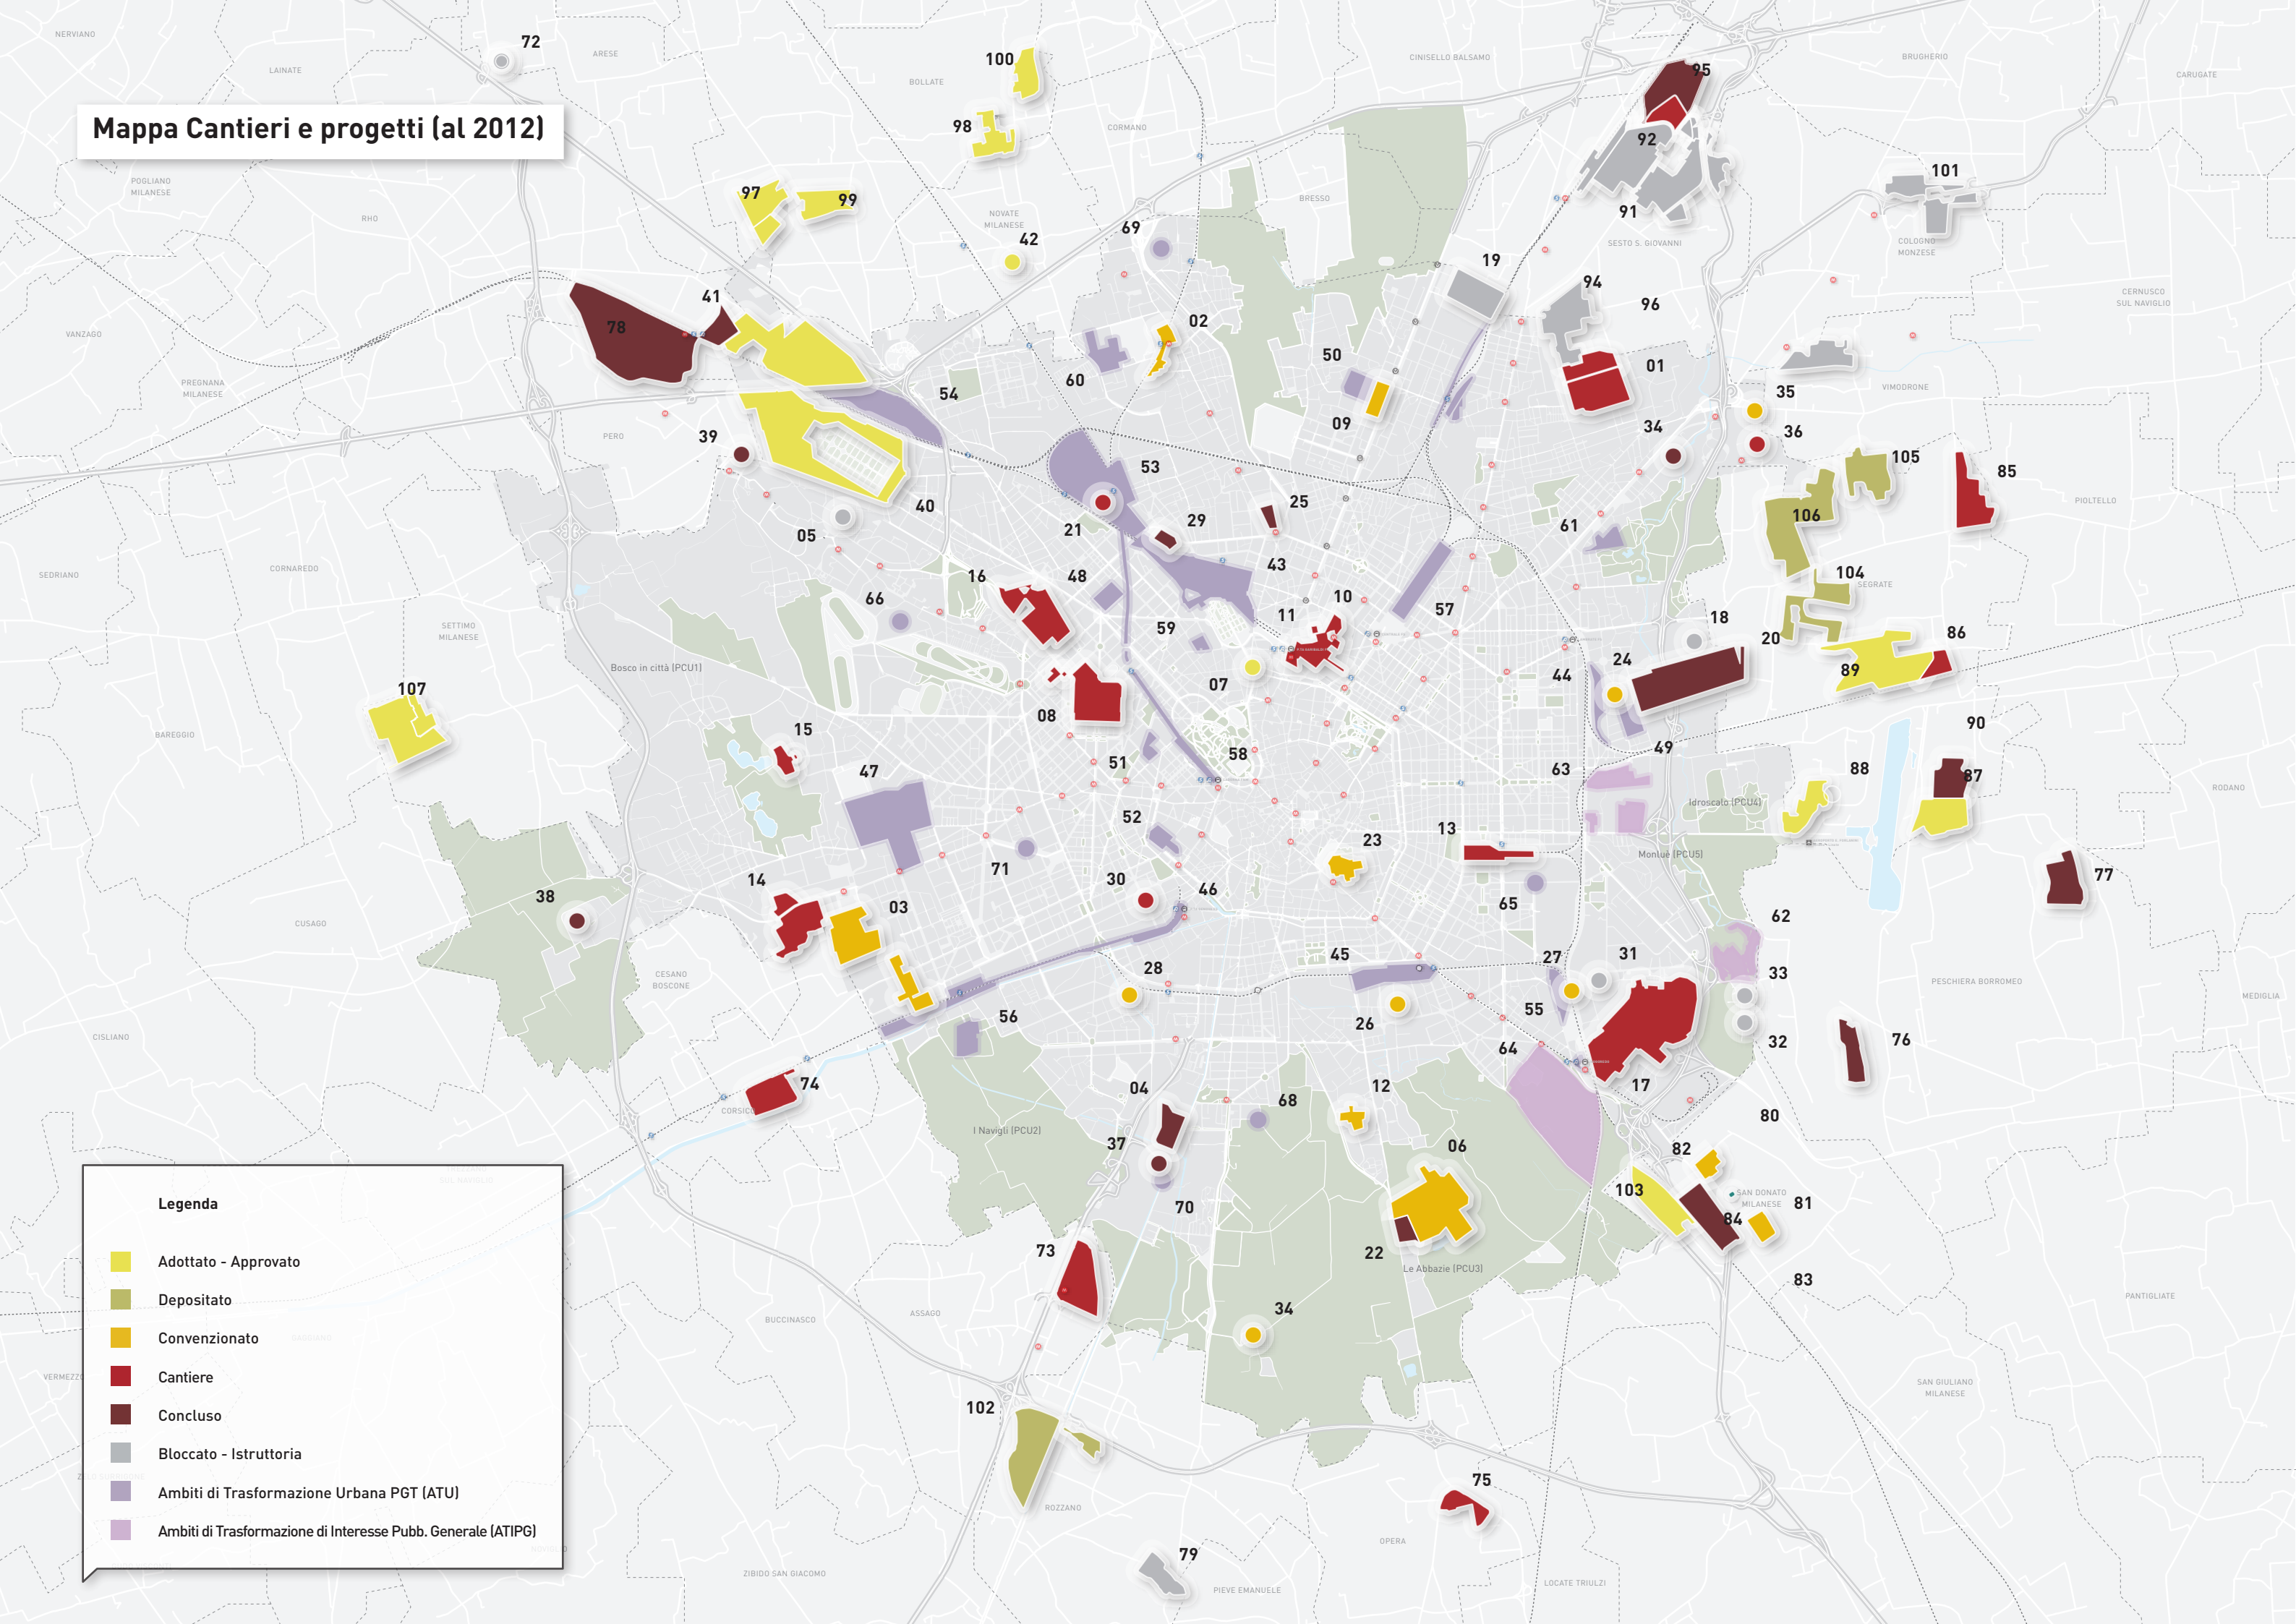 NERVIANO
72
ARESE
100
CINISELLO BALSAMO
BRUGHERIO
LAINATE
BOLLATE
95
CARUGATE
Mappa Cantieri e progetti (al 2012)
98
CORMANO
92
POGLIANO
MILANESE
97
99
BRESSO
101
RHO
NOVATE
MILANESE
69
42
91
SESTO S. GIOVANNI
COLOGNO
MONZESE
19
94
96
CERNUSCO
SUL NAVIGLIO
41
78
02
VANZAGO
50
01
PREGNANA
MILANESE
60
54
VIMODRONE
35
PERO
39
09
34
36
53
105
85
PIOLTELLO
40
25
106
05
21
29
61
SEDRIANO
CORNAREDO
16
48
43
104
SEGRATE
66
10
57
SETTIMO
MILANESE
59
11
18
20
86
Bosco in città (PCU1)
24
44
89
107
07
08
BAREGGIO
15
90
49
58
51
47
63
88
87
RODANO
Idroscalo (PCU4)
52
13
23
Monluè (PCU5)
71
14
30
46
77
38
03
65
62
CUSAGO
28
45
27
31
33
CESANO
BOSCONE
PESCHIERA BORROMEO
MEDIGLIA
56
26
55
CISLIANO
32
76
64
74
04
12
17
CORSICO
68
80
I Navigli (PCU2)
37
06
82
103
SAN DONATO
MILANESE
81
70
84
73
22
Le Abbazie (PCU3)
83
PANTIGLIATE
ASSAGO
34
BUCCINASCO
SAN GIULIANO
MILANESE
102
75
ROZZANO
OPERA
79
ZIBIDO SAN GIACOMO
PIEVE EMANUELE
LOCATE TRIULZI
VERMEZZO
Legenda
Adottato - Approvato
Depositato
Convenzionato
Cantiere
Concluso
Bloccato - Istruttoria
Ambiti di Trasformazione Urbana PGT (ATU)
Ambiti di Trasformazione di Interesse Pubb. Generale (ATIPG)